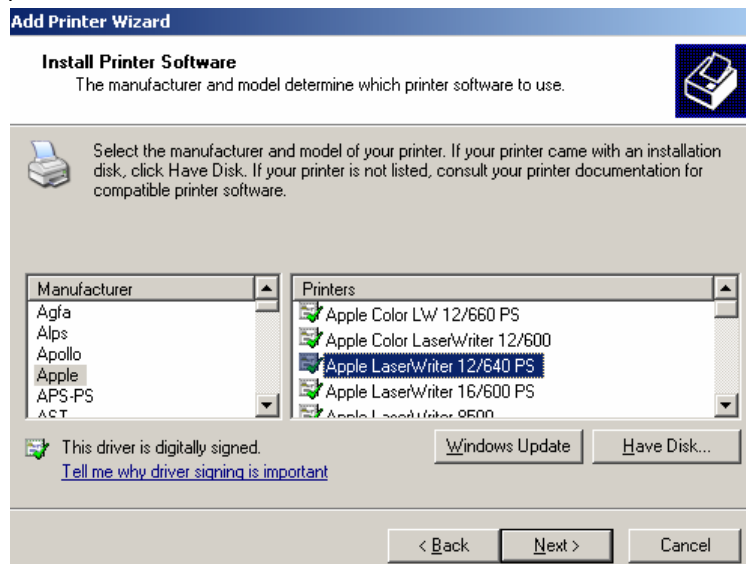 Add Printer Wizard
Install Printer Software
The manufacturer and model determine which printer software to use.
Select the manufacturer and model of your printer. If your printer came with an installation
disk, click Have Disk. If your printer is not listed, consult your printer documentation for
compatible printer software.
Manufacturer
Agfa
Alps
Apollo
Apple
APS-PS
AST
Printers
Apple Color LW 12/660 PS
Apple Color LaserWriter 12/600
Apple LaserWriter 12/640 PS
Apple LaserWriter 16/600 PS
Apple LaserWriter 8500
This driver is digitally signed.
Tell me why driver signing is important
Windows Update
Have Disk...
< Back
Next >
Cancel